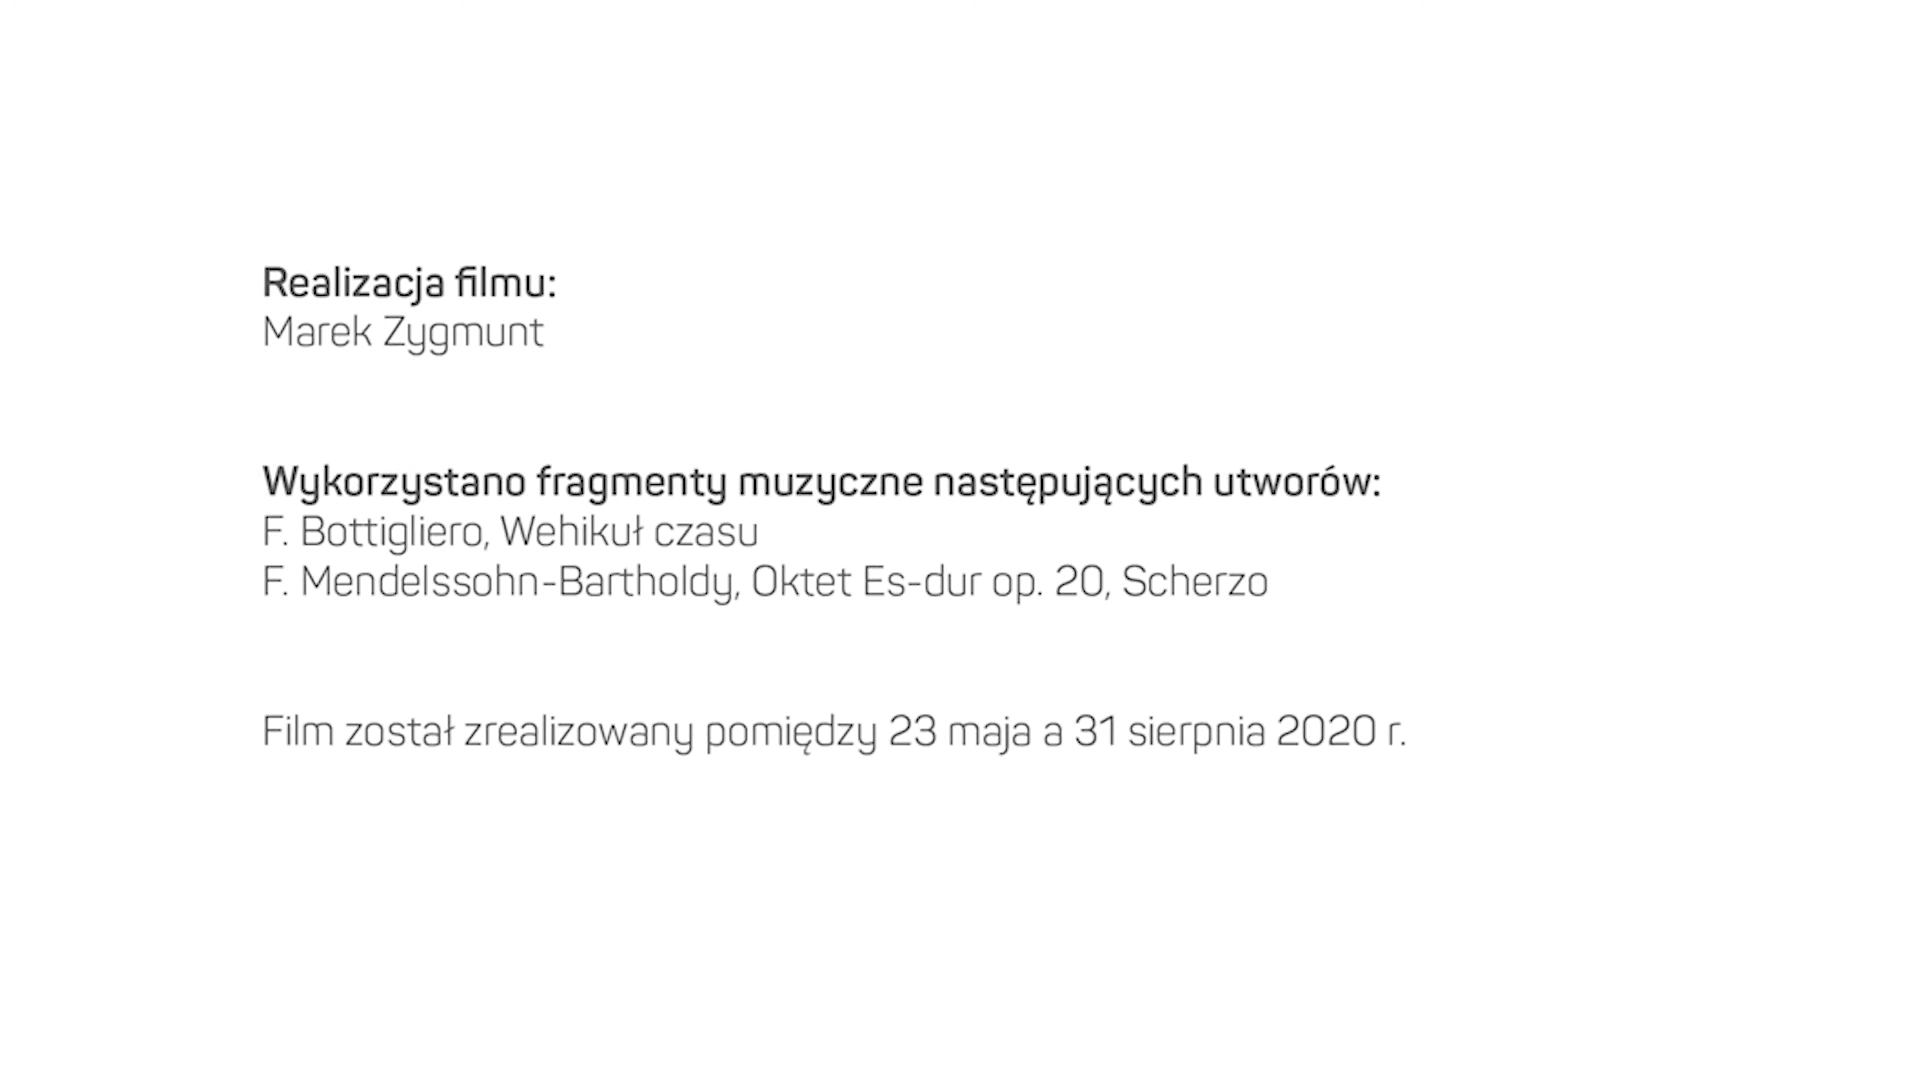 Realizacja filmu:
Marek Zygmunt
Wykorzystano fragmenty muzyczne następujących utworów:
F. Bottigliero, Wehikuł czasu
F. Mendelssohn-Bartholdy, Oktet Es-dur op. 20, Scherzo
Film został zrealizowany pomiędzy 23 maja a 31 sierpnia 2020 r.